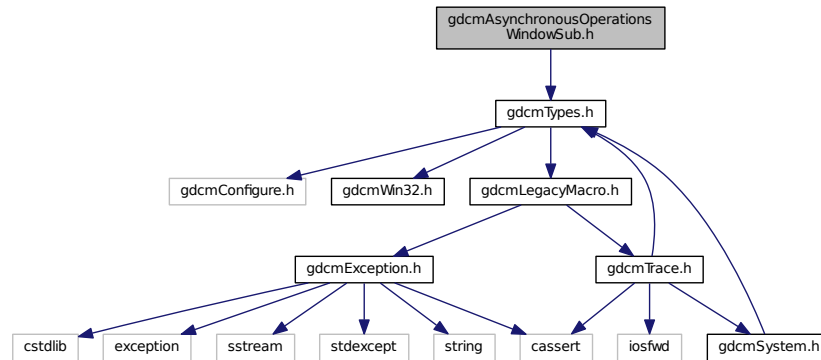 gdcmAsynchronousOperations
WindowSub.h
gdcmTypes.h
gdcmConfigure.h
gdcmWin32.h
gdcmLegacyMacro.h
gdcmException.h
gdcmTrace.h
cstdlib
exception
sstream
stdexcept
string
cassert
iosfwd
gdcmSystem.h